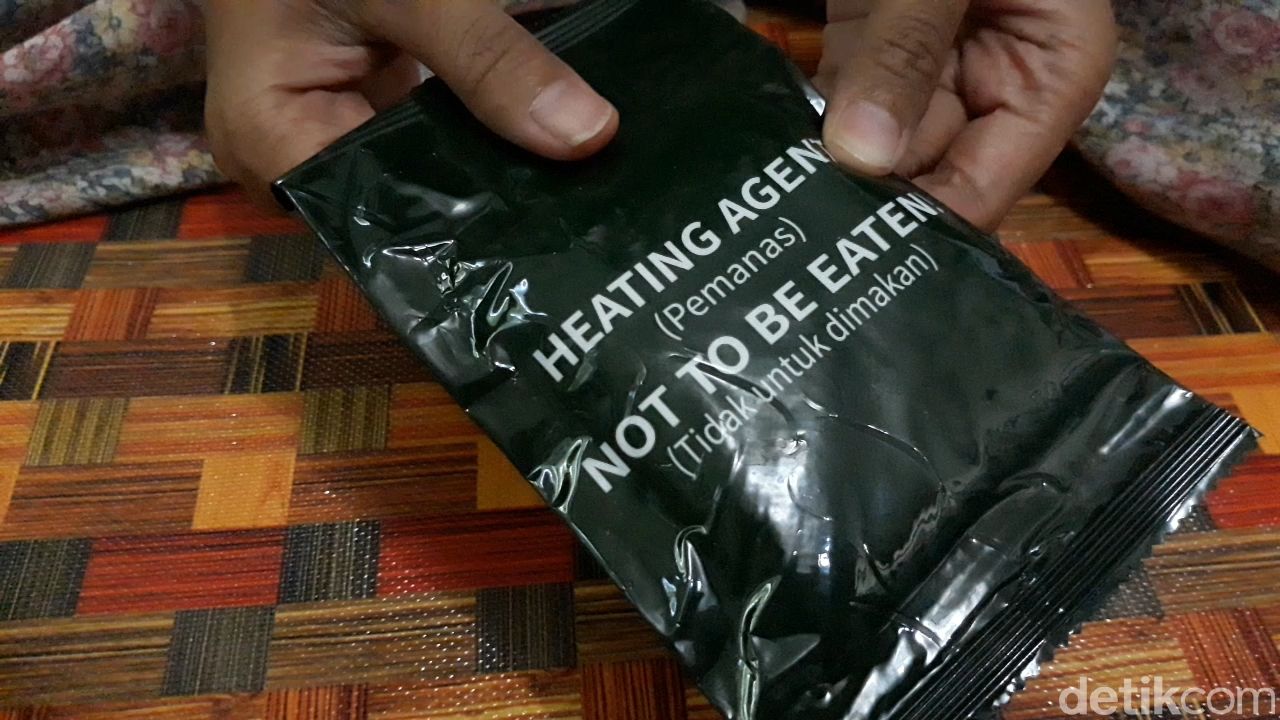 HEATING AGENT
(Pemanas)
NOT TO BE EATEN!
(Tidak untuk dimakan)
detikcom